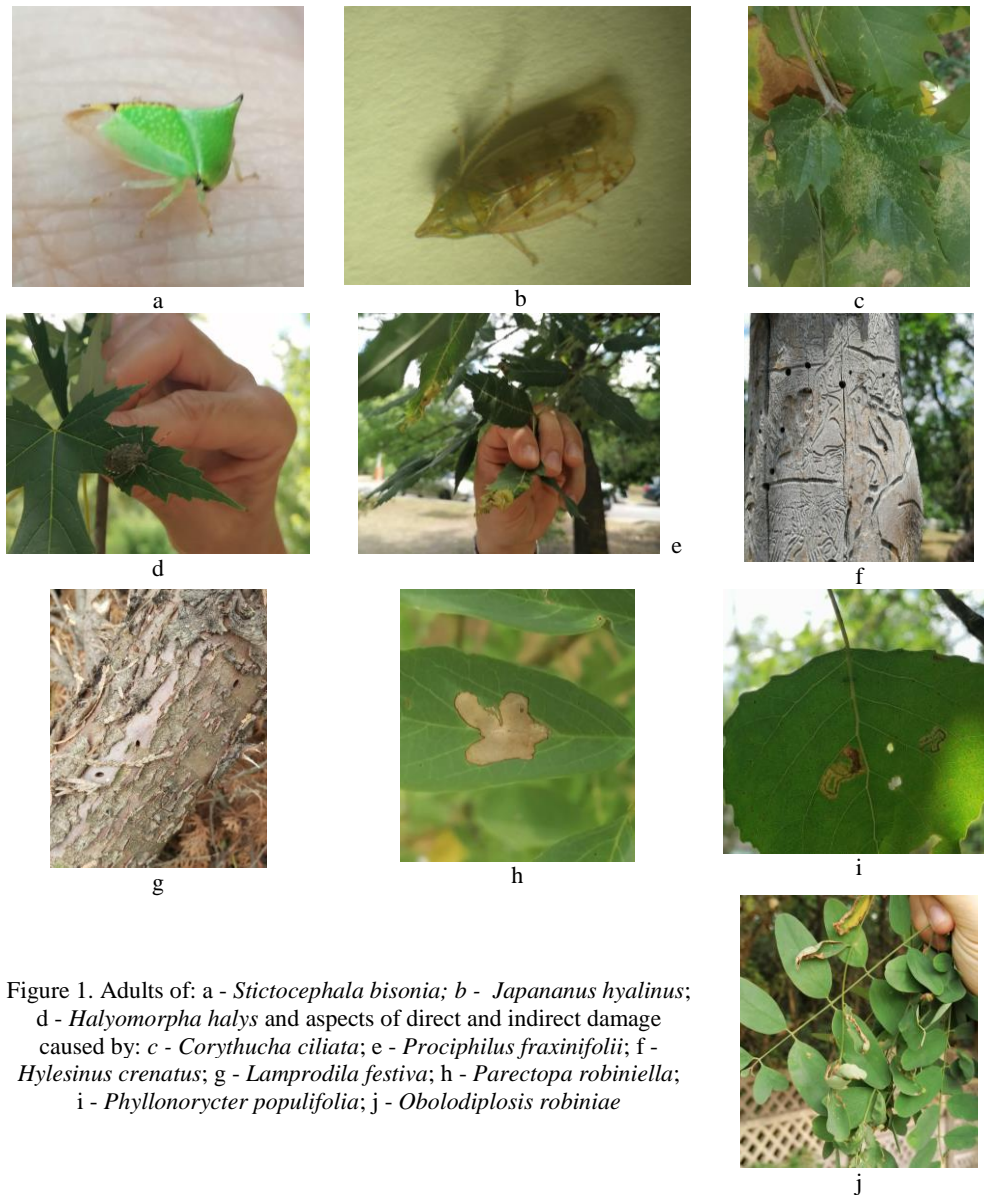 a
b
c
d
e
f
g
h
i
Figure 1. Adults of: a - Stictocephala bisonia; b - Japananus hyalinus;
d - Halyomorpha halys and aspects of direct and indirect damage
caused by: c - Corythucha ciliata; e - Prociphilus fraxinifolii; f -
Hylesinus crenatus; g - Lamprodila festiva; h - Parectopa robiniella;
i - Phyllonorycter populifolia; j - Obolodiplosis robiniae
j